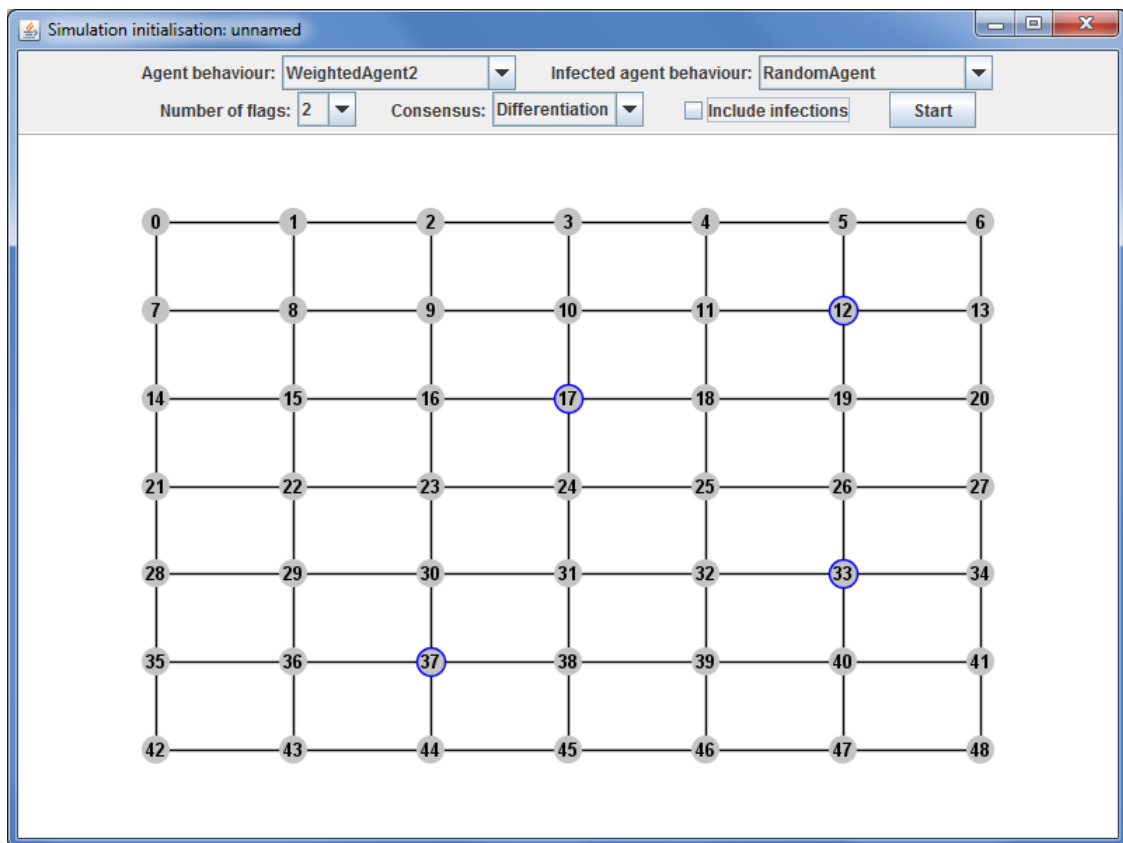 Simulation initialisation: unnamed
Agent behaviour: WeightedAgent2 Infected agent behaviour: RandomAgent
Number of flags: 2 Consensus: Differentiation Include infections Start
0 1 2 3 4 5 6
7 8 9 10 11 12 13
14 15 16 17 18 19 20
21 22 23 24 25 26 27
28 29 30 31 32 33 34
35 36 37 38 39 40 41
42 43 44 45 46 47 48